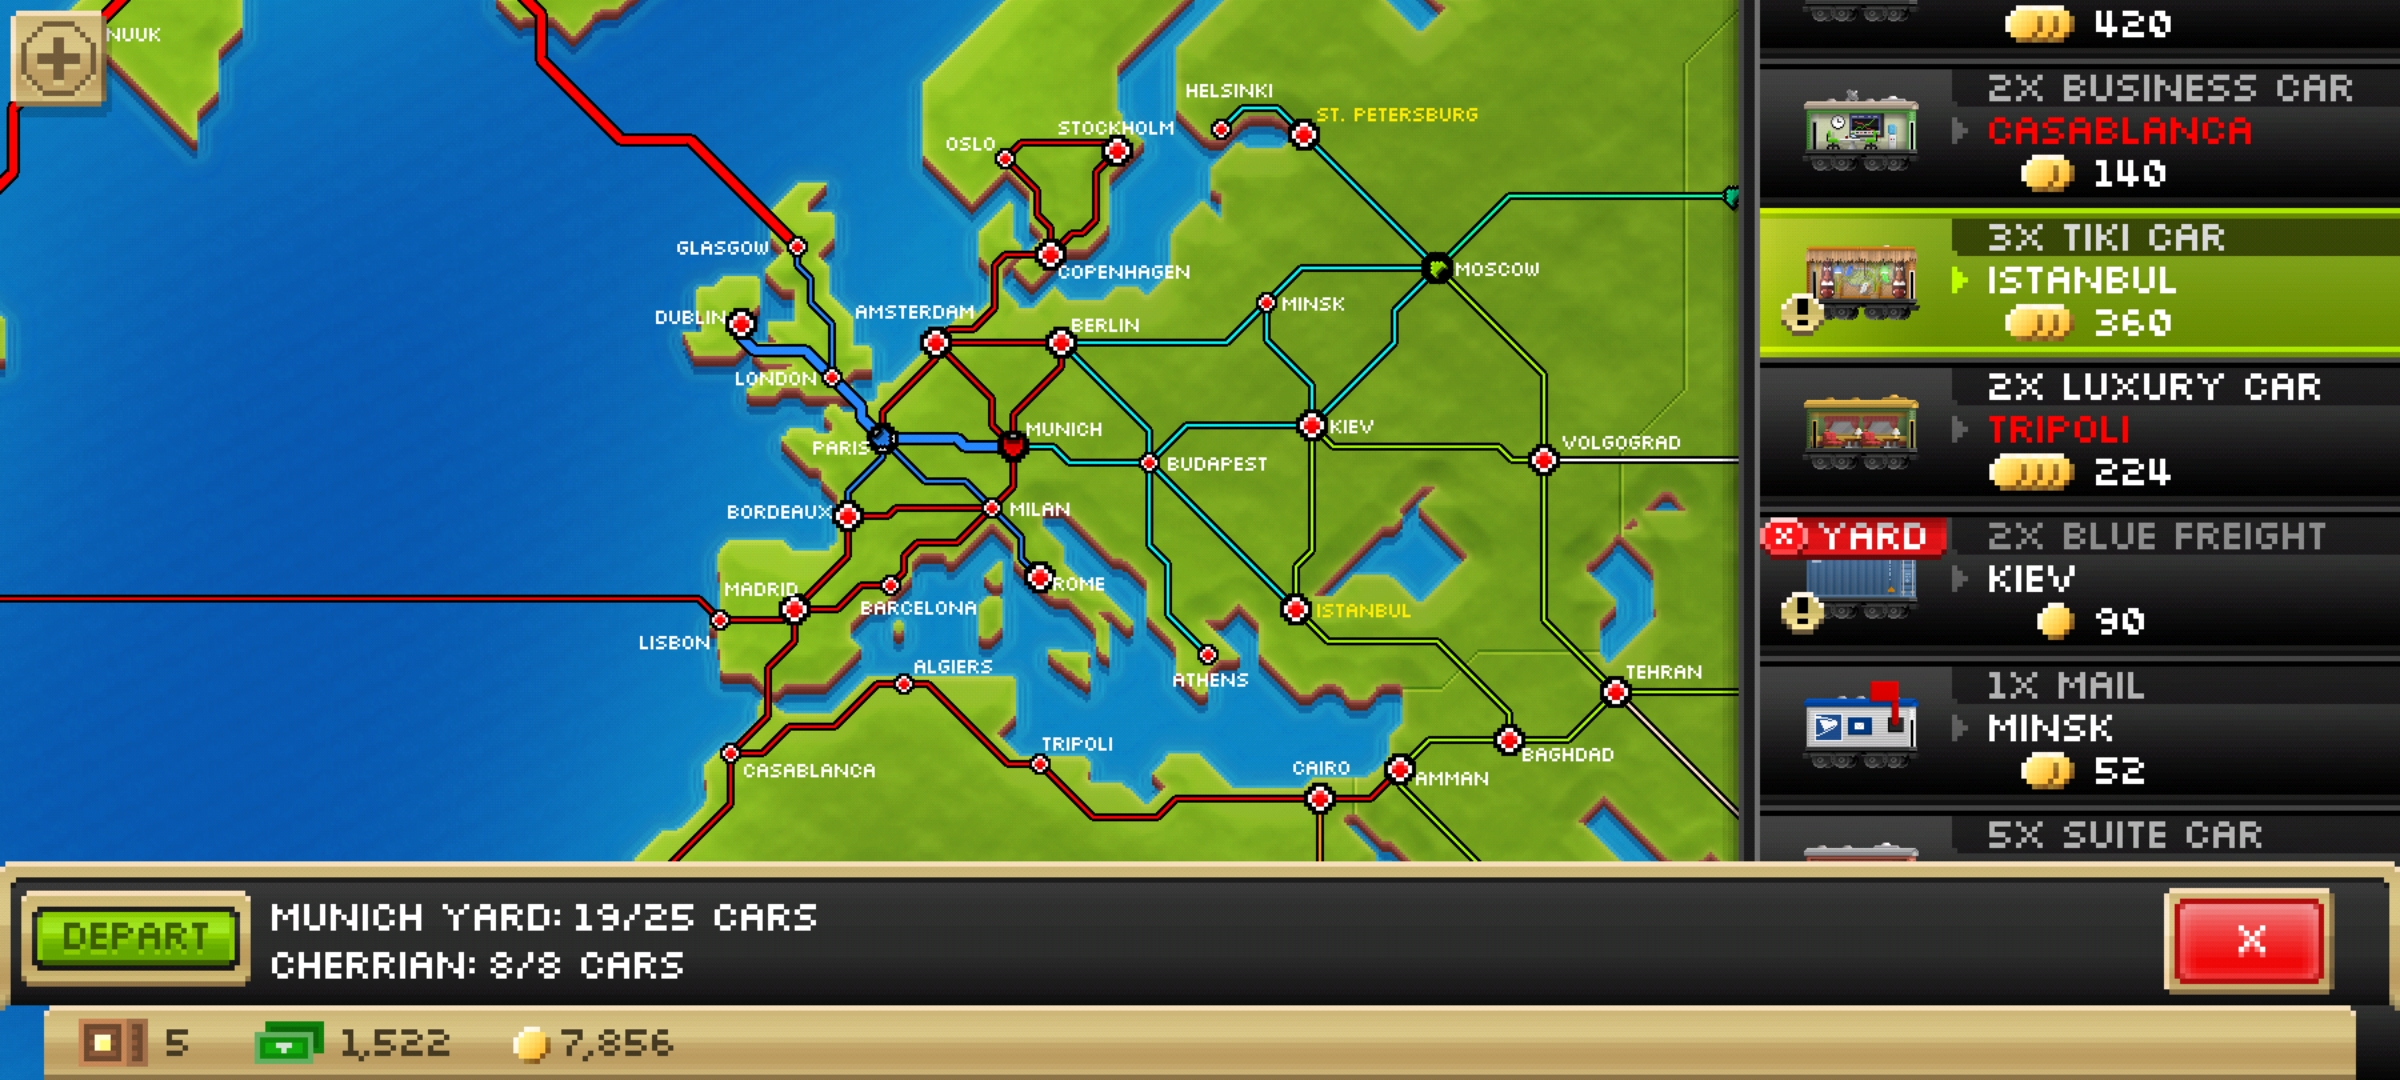 NUUK
HELSINKI
ST. PETERSBURG
STOCKHOLM
OSLO
GLASGOW
COPENHAGEN
MOSCOW
MINSK
DUBLIN
AMSTERDAM
BERLIN
LONDON
MUNICH
KIEV
PARIS
BUDAPEST
VOLGOGRAD
BORDEAUX
MILAN
MADRID
ROME
BARCELONA
ISTANBUL
LISBON
ALGIERS
ATHENS
TEHRAN
TRIPOLI
CASABLANCA
CAIRO
AMMAN
BAGHDAD
420
2X BUSINESS CAR
CASABLANCA
140
3X TIKI CAR
ISTANBUL
360
2X LUXURY CAR
TRIPOLI
224
X YARD
2X BLUE FREIGHT
KIEV
90
1X MAIL
MINSK
52
5X SUITE CAR
DEPART
MUNICH YARD: 19/25 CARS
CHERRIAN: 8/8 CARS
X
5
1,522
7,856